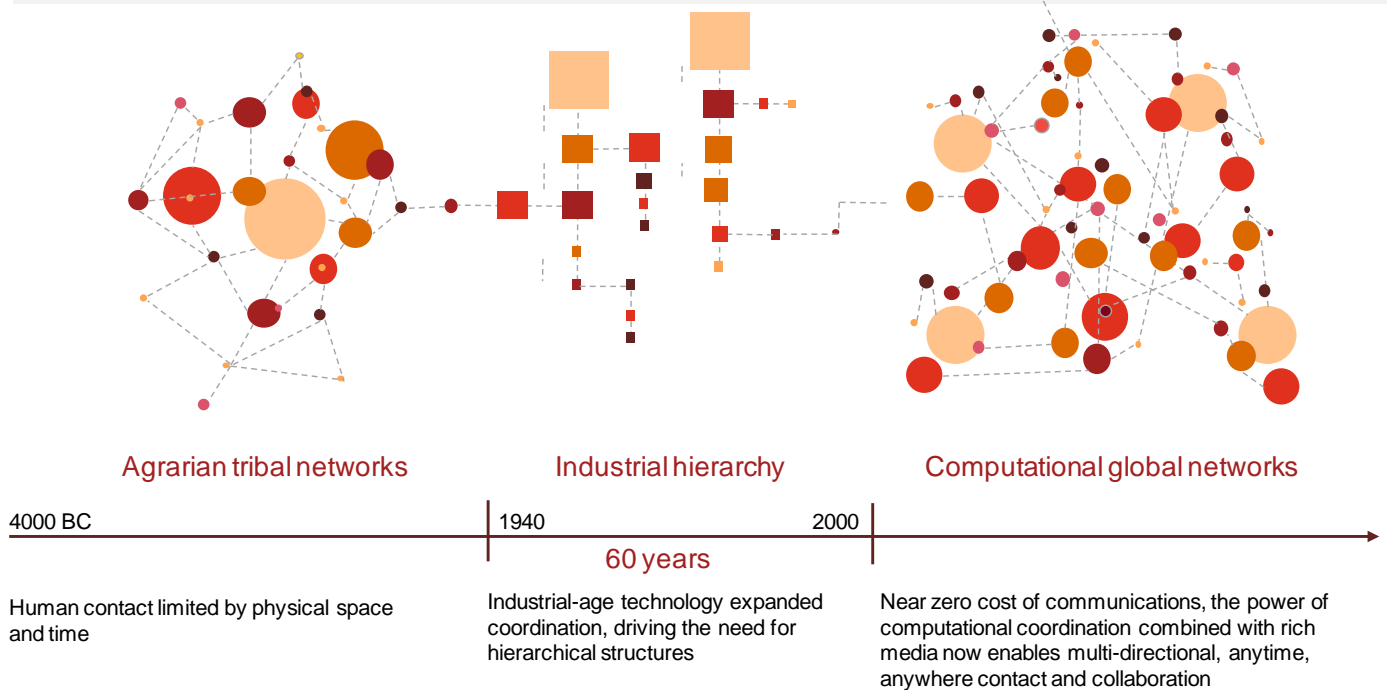 Agrarian tribal networks
Industrial hierarchy
Computational global networks
4000 BC
1940
2000
60 years
Human contact limited by physical space
and time
Industrial-age technology expanded
coordination, driving the need for
hierarchical structures
Near zero cost of communications, the power of
computational coordination combined with rich
media now enables multi-directional, anytime,
anywhere contact and collaboration